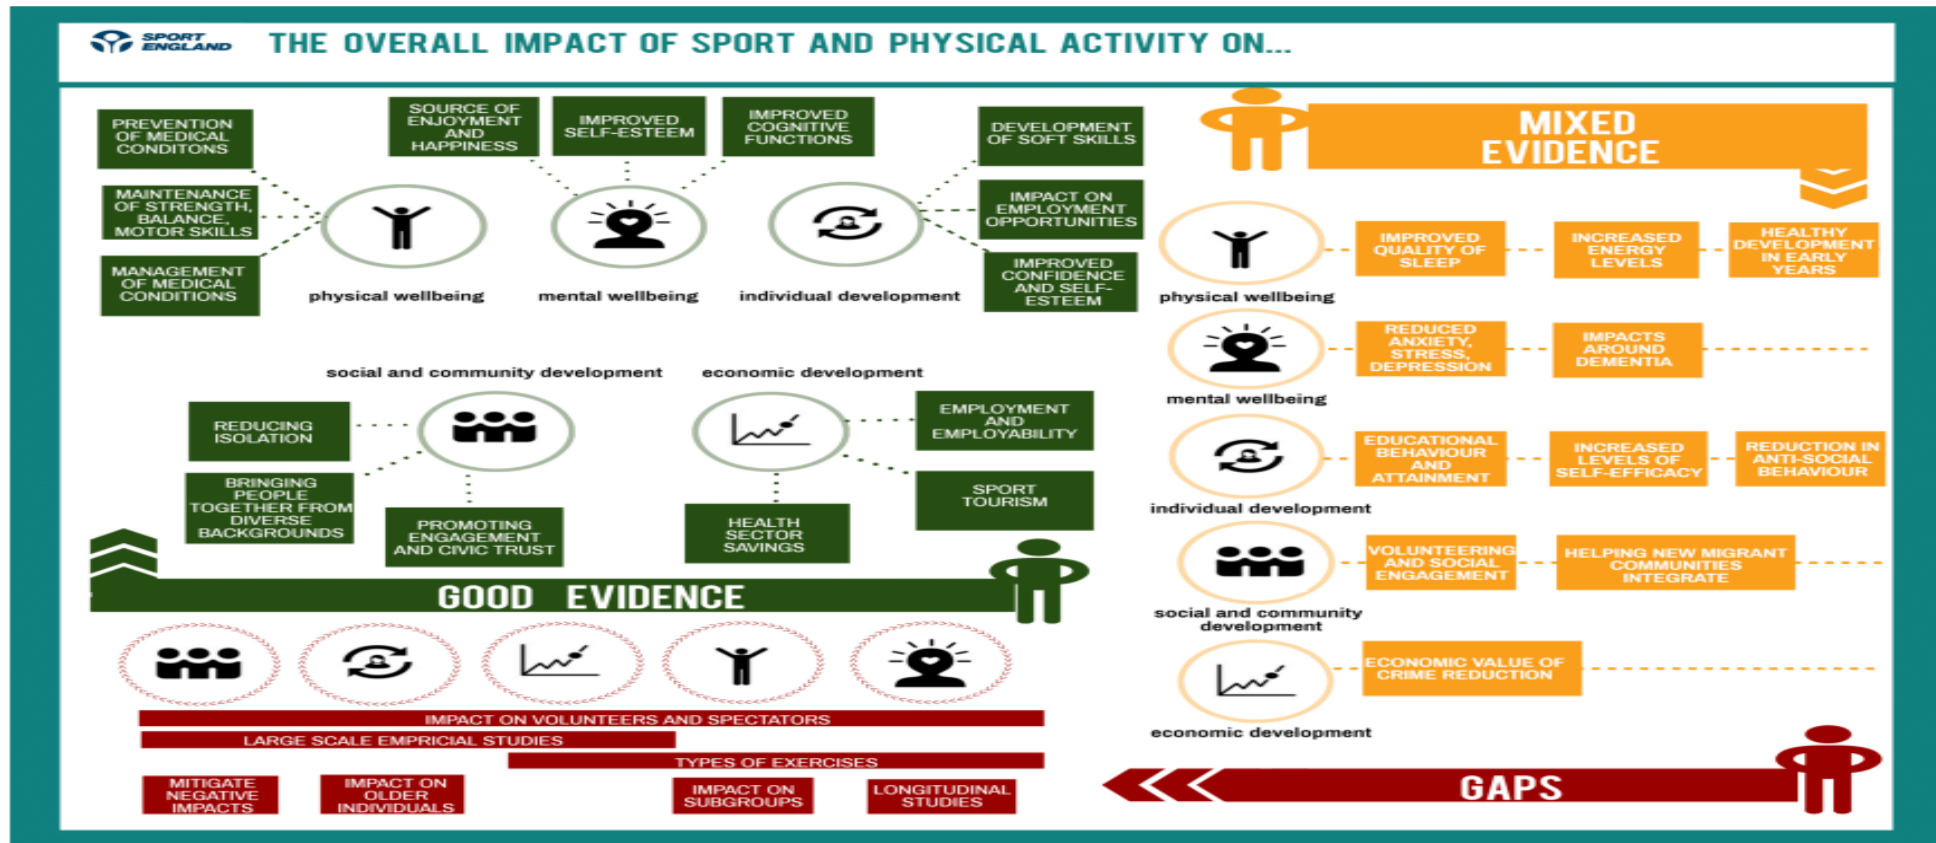 SPORT
ENGLAND
THE OVERALL IMPACT OF SPORT AND PHYSICAL ACTIVITY ON...
PREVENTION
OF MEDICAL
CONDITONS
MAINTENANCE
OF STRENGTH,
BALANCE,
MOTOR SKILLS
MANAGEMENT
OF MEDICAL
CONDITIONS
physical wellbeing
SOURCE OF
ENJOYMENT
AND
HAPPINESS
IMPROVED
SELF-ESTEEM
IMPROVED
COGNITIVE
FUNCTIONS
mental wellbeing
DEVELOPMENT
OF SOFT SKILLS
IMPACT ON
EMPLOYMENT
OPPORTUNITIES
IMPROVED
CONFIDENCE
AND SELF-
ESTEEM
individual development
social and community development
REDUCING
ISOLATION
BRINGING
PEOPLE
TOGETHER FROM
DIVERSE
BACKGROUNDS
PROMOTING
ENGAGEMENT
AND CIVIC TRUST
economic development
EMPLOYMENT
AND
EMPLOYABILITY
SPORT
TOURISM
HEALTH
SECTOR
SAVINGS
GOOD EVIDENCE
MIXED
EVIDENCE
physical wellbeing
IMPROVED
QUALITY OF
SLEEP
INCREASED
ENERGY
LEVELS
HEALTHY
DEVELOPMENT
IN EARLY
YEARS
mental wellbeing
REDUCED
ANXIETY,
STRESS,
DEPRESSION
IMPACTS
AROUND
DEMENTIA
individual development
EDUCATIONAL
BEHAVIOUR
AND
ATTAINMENT
INCREASED
LEVELS OF
SELF-EFFICACY
REDUCTION IN
ANTI-SOCIAL
BEHAVIOUR
social and community
development
VOLUNTEERING
AND SOCIAL
ENGAGEMENT
HELPING NEW MIGRANT
COMMUNITIES
INTEGRATE
economic development
ECONOMIC VALUE OF
CRIME REDUCTION
GAPS
IMPACT ON VOLUNTEERS AND SPECTATORS
LARGE SCALE EMPRICIAL STUDIES
TYPES OF EXERCISES
MITIGATE
NEGATIVE
IMPACTS
IMPACT ON
OLDER
INDIVIDUALS
IMPACT ON
SUBGROUPS
LONGITUDINAL
STUDIES